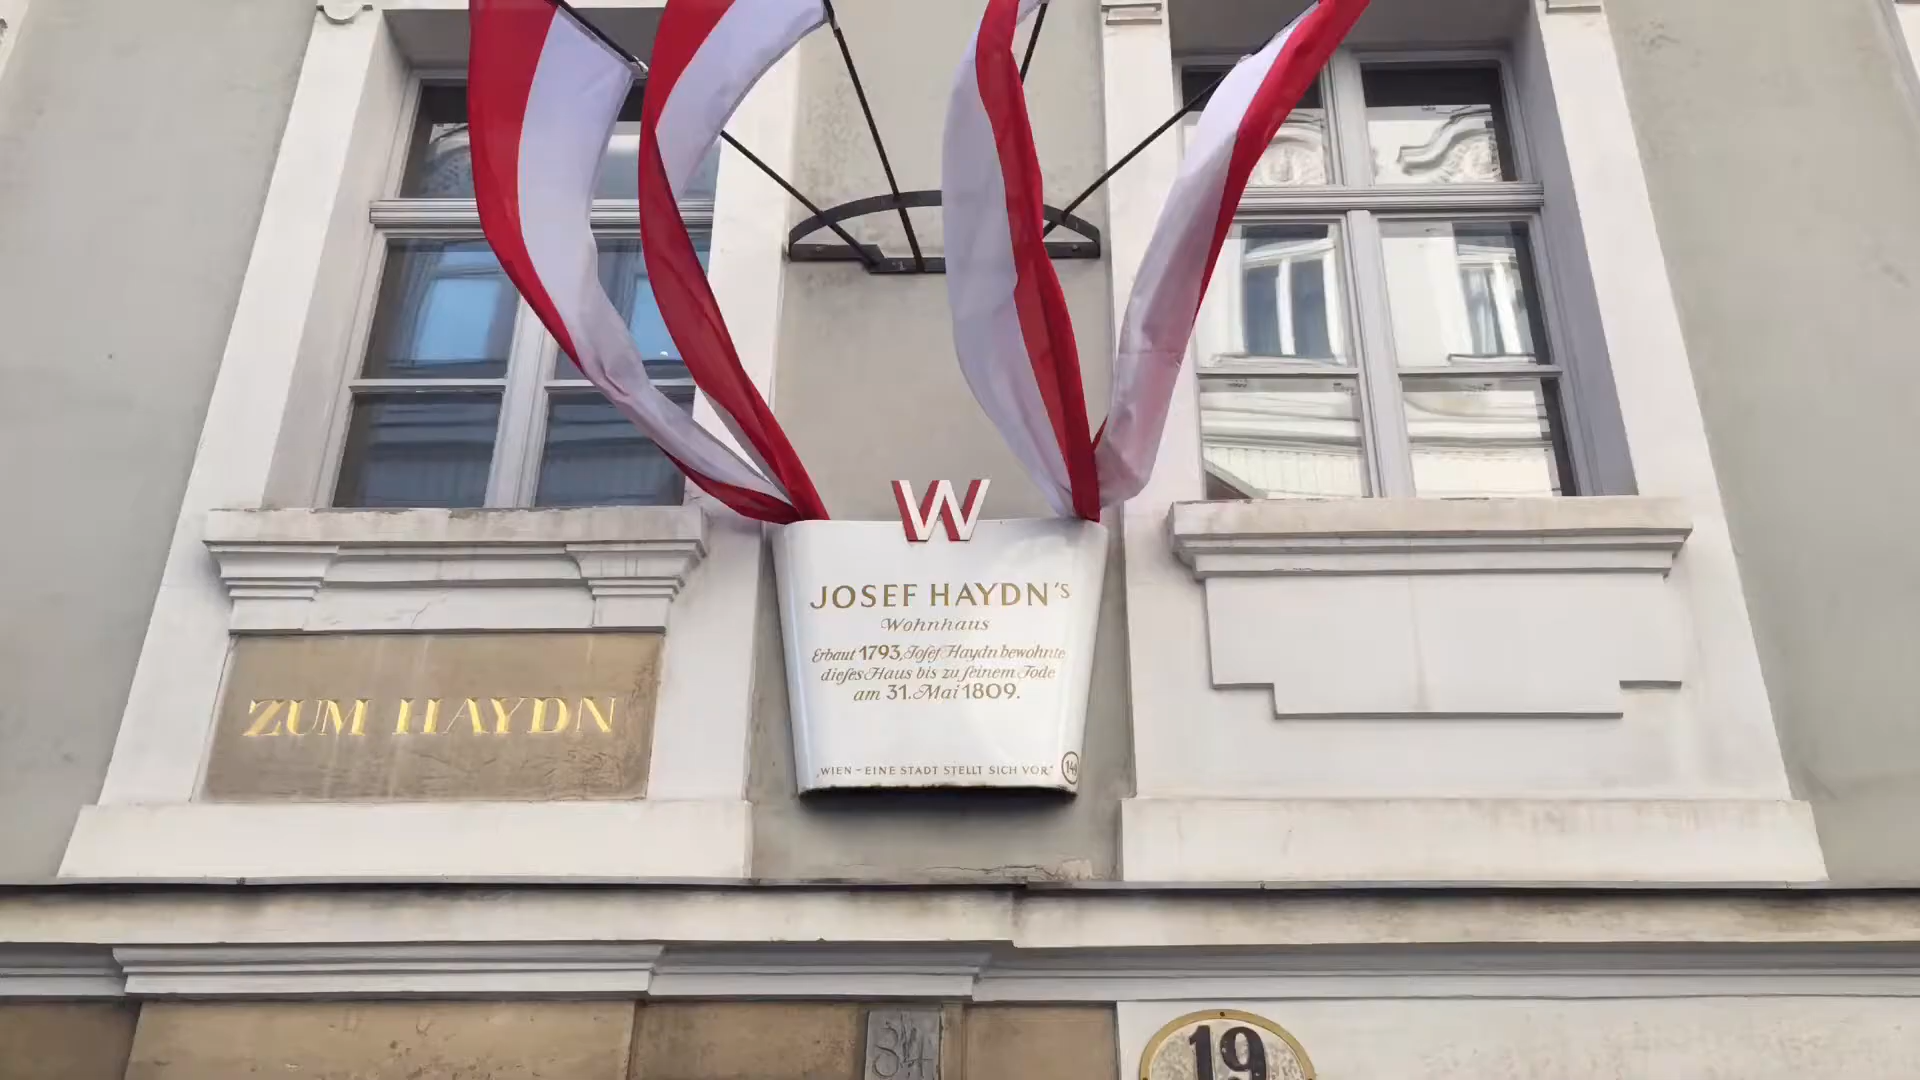 W
JOSEF HAYDN'S
Wohnhaus
Erbaut 1793, Joſef Haydn bewohnte
dieſes Haus bis zu ſeinem Tode
am 31. Mai 1809.
„WIEN – EINE STADT STELLT SICH VOR“
ZUM HAYDN
84
19